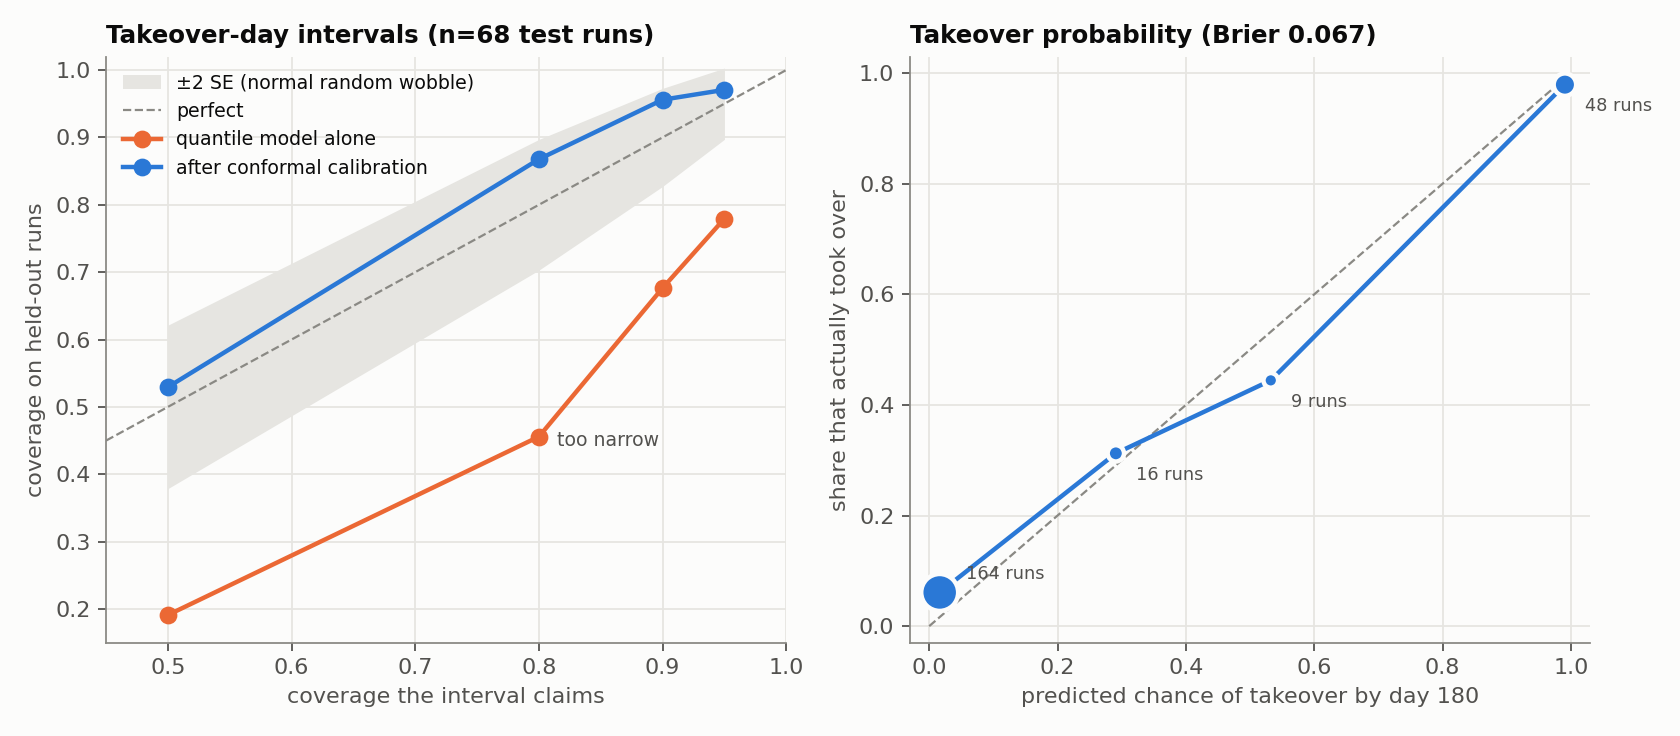 Takeover-day intervals (n=68 test runs)
±2 SE (normal random wobble)
perfect
quantile model alone
after conformal calibration
too narrow
1.0
0.9
0.8
0.7
0.6
0.5
0.4
0.3
0.2
coverage on held-out runs
0.5
0.6
0.7
0.8
0.9
1.0
coverage the interval claims
Takeover probability (Brier 0.067)
48 runs
9 runs
16 runs
164 runs
1.0
0.8
0.6
0.4
0.2
0.0
share that actually took over
0.0
0.2
0.4
0.6
0.8
1.0
predicted chance of takeover by day 180